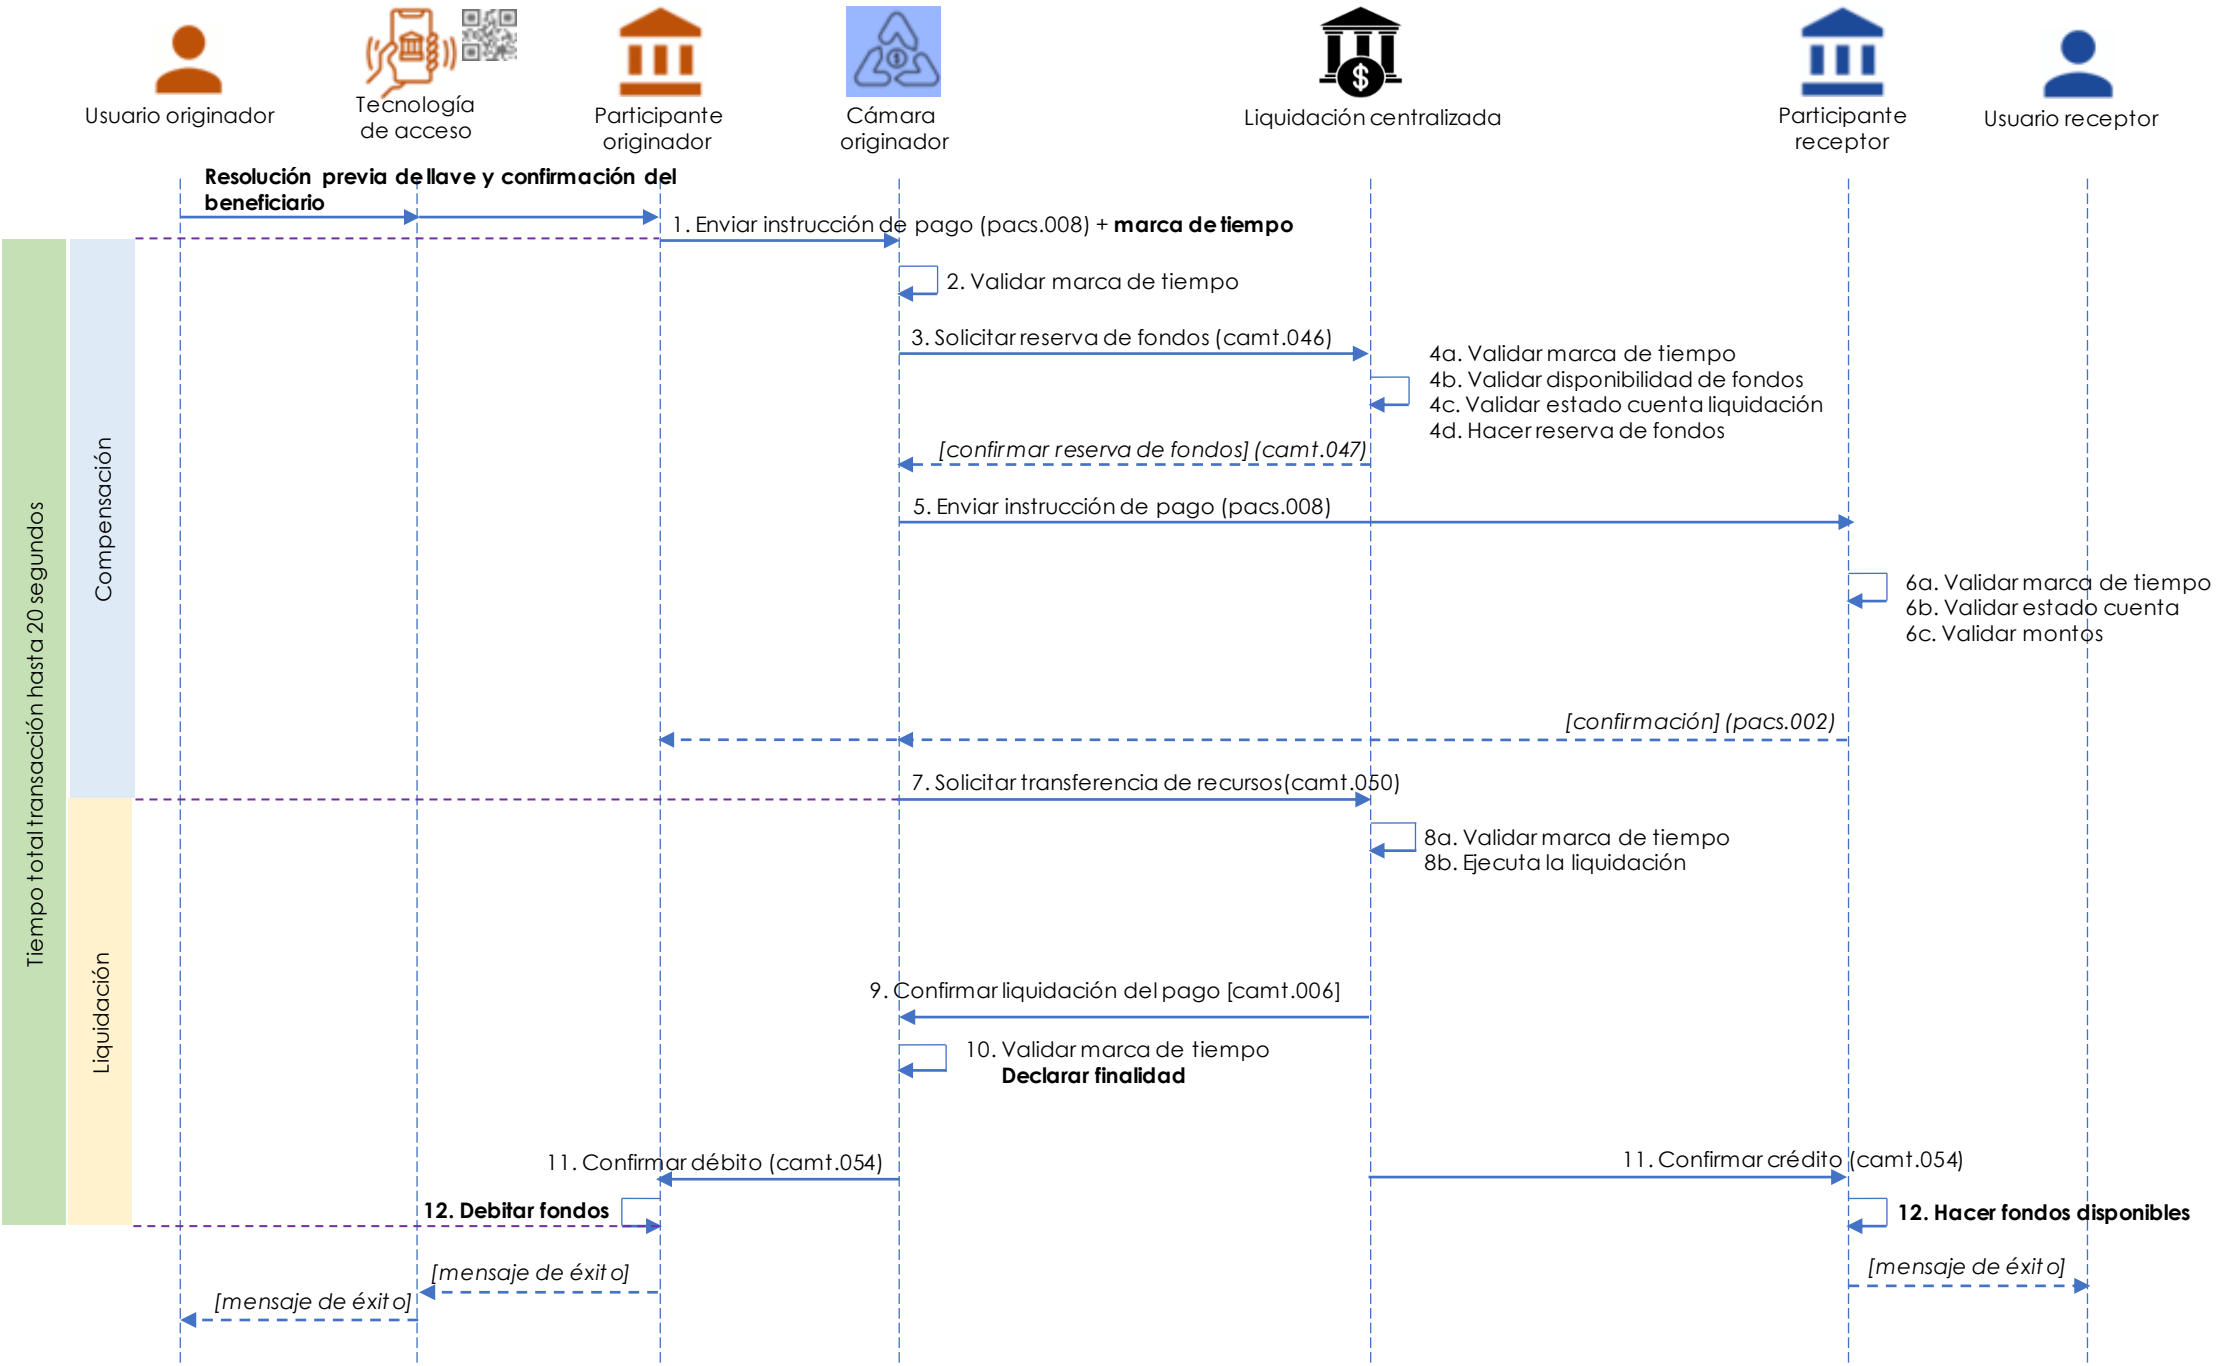 Usuario originador
Tecnología
de acceso
Participante
originador
Cámara
originador
Liquidación centralizada
Participante
receptor
Usuario receptor
Resolución previa de llave y confirmación del
beneficiario
1. Enviar instrucción de pago (pacs.008) + marca de tiempo
2. Validar marca de tiempo
3. Solicitar reserva de fondos (camt.046)
4a. Validar marca de tiempo
4b. Validar disponibilidad de fondos
4c. Validar estado cuenta liquidación
4d. Hacer reserva de fondos
[confirmar reserva de fondos] (camt.047)
5. Enviar instrucción de pago (pacs.008)
6a. Validar marca de tiempo
6b. Validar estado cuenta
6c. Validar montos
[confirmación] (pacs.002)
7. Solicitar transferencia de recursos(camt.050)
8a. Validar marca de tiempo
8b. Ejecuta la liquidación
9. Confirmar liquidación del pago [camt.006]
10. Validar marca de tiempo
Declarar finalidad
11. Confirmar débito (camt.054)
11. Confirmar crédito (camt.054)
12. Debitar fondos
12. Hacer fondos disponibles
[mensaje de éxito]
[mensaje de éxito]
[mensaje de éxito]
Tiempo total transacción hasta 20 segundos
Compensación
Liquidación